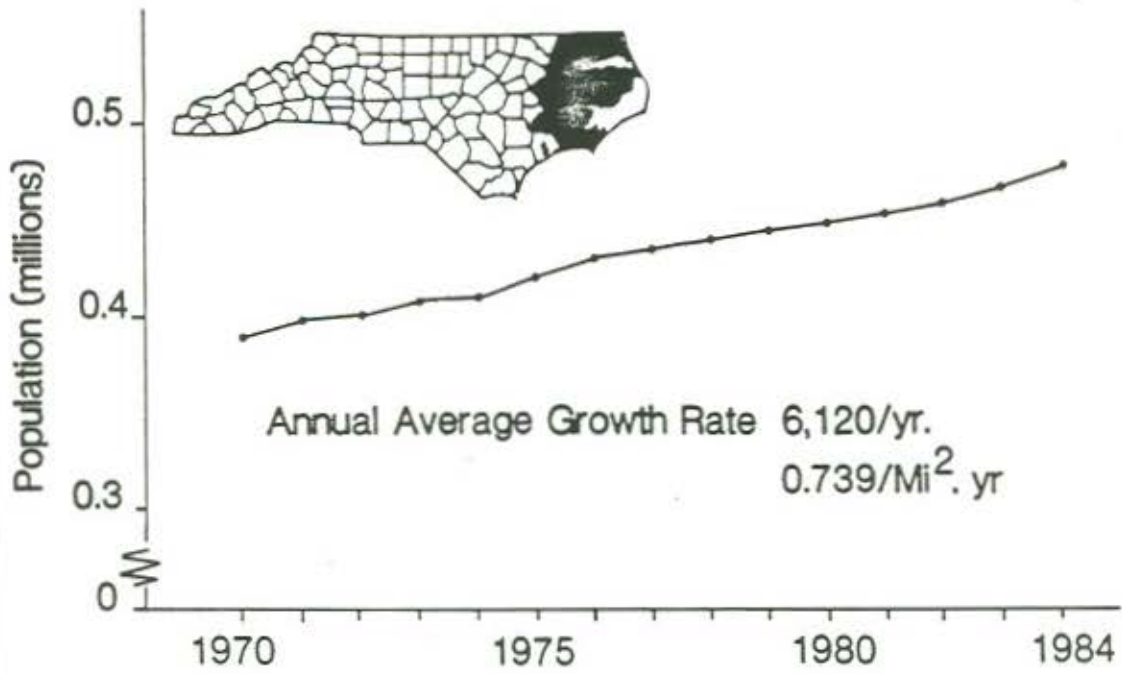 0.5
0.4
0.3
0
Population (millions)
Annual Average Growth Rate 6,120/yr.
0.739/Mi². yr
1970 1975 1980 1984